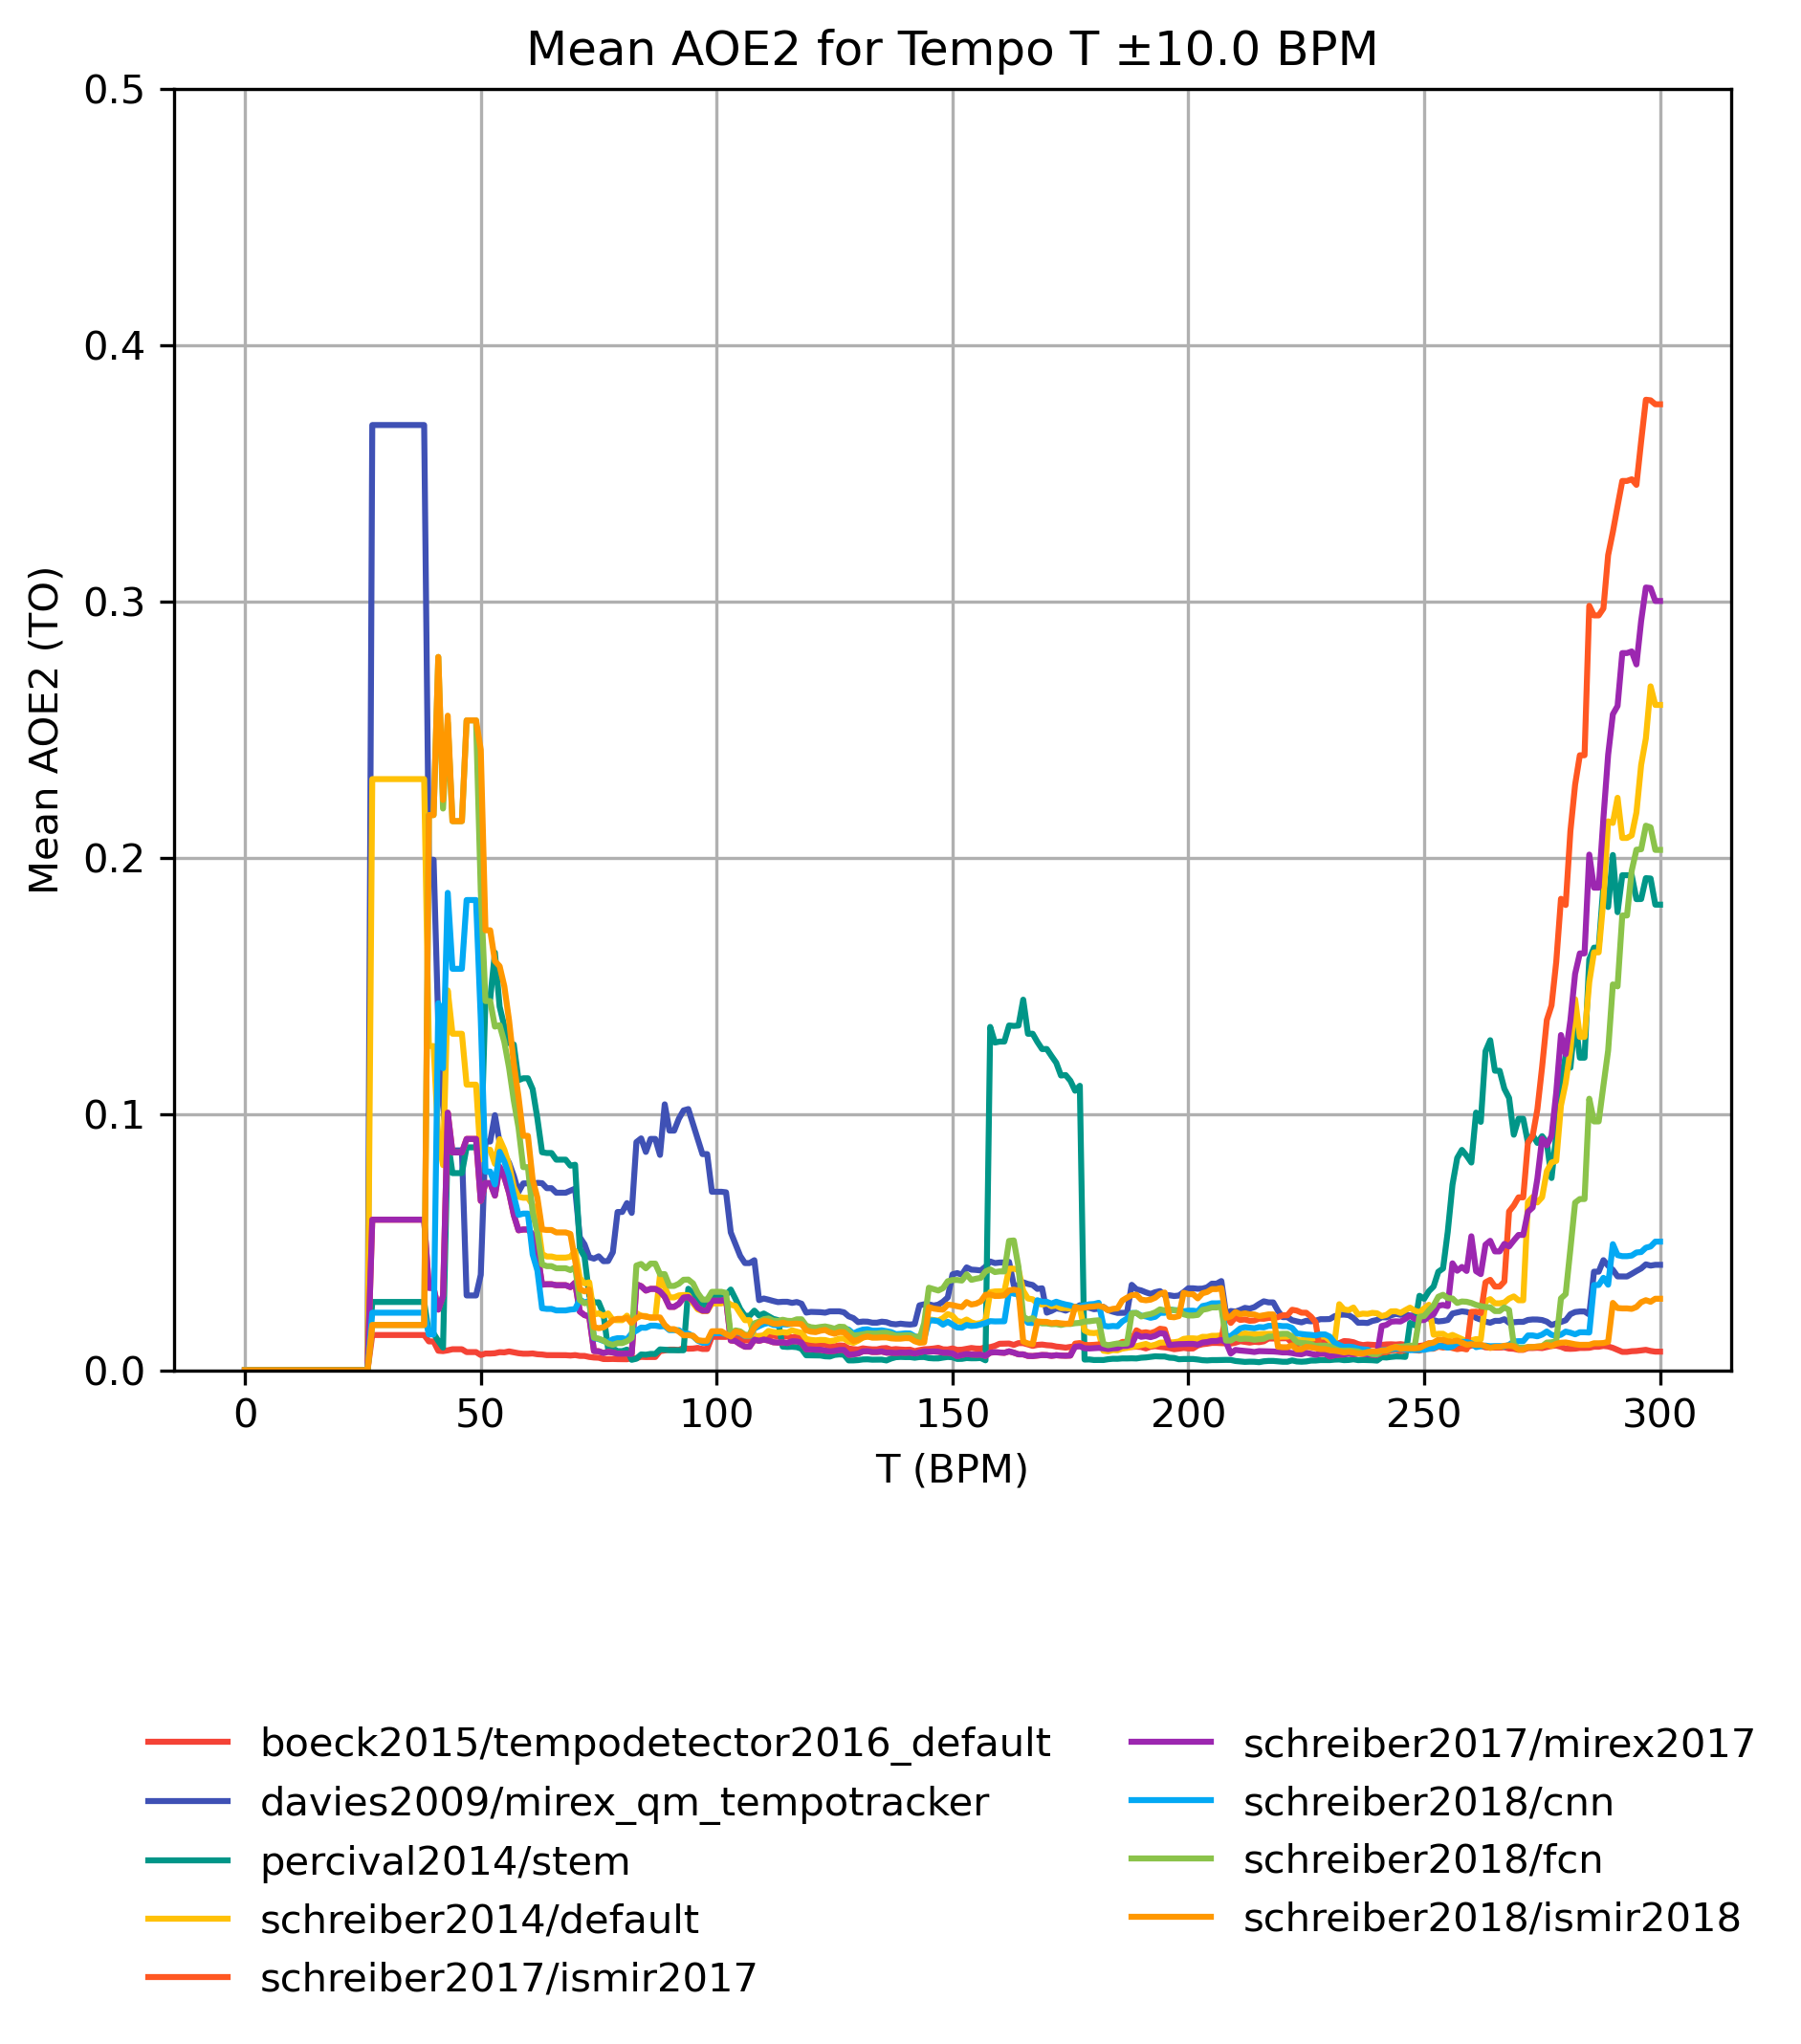 Mean AOE2 for Tempo T ±10.0 BPM
0.5
0.4
0.3
0.2
0.1
0.0
Mean AOE2 (TO)
0 50 100 150 200 250 300
T (BPM)
boeck2015/tempodetector2016_default
davies2009/mirex_qm_tempotracker
percival2014/stem
schreiber2014/default
schreiber2017/ismir2017
schreiber2017/mirex2017
schreiber2018/cnn
schreiber2018/fcn
schreiber2018/ismir2018